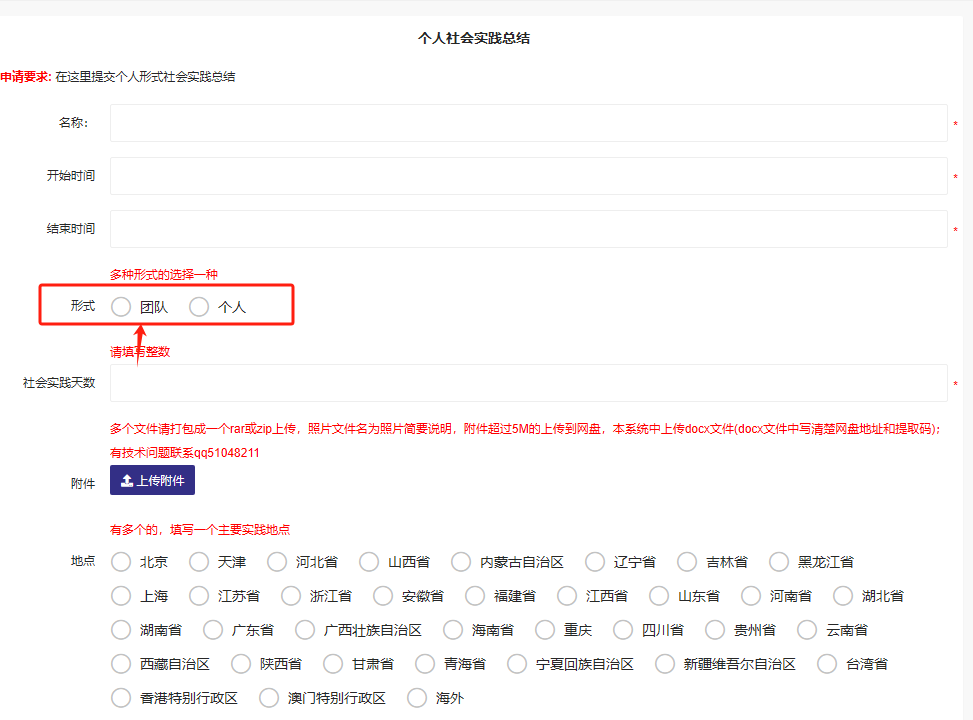 个人社会实践总结
申请要求: 在这里提交个人形式社会实践总结
名称: *
开始时间 *
结束时间 *
多种形式的选择一种
形式 团队 个人
请填写整数
社会实践天数 *
多个文件请打包成一个rar或zip上传，照片文件名为照片简要说明，附件超过5M的上传到网盘，本系统中上传docx文件(docx文件中写清楚网盘地址和提取码);
有技术问题联系qq51048211
附件 上传附件
有多个的，填写一个主要实践地点
地点 北京 天津 河北省 山西省 内蒙古自治区 辽宁省 吉林省 黑龙江省
上海 江苏省 浙江省 安徽省 福建省 江西省 山东省 河南省 湖北省
湖南省 广东省 广西壮族自治区 海南省 重庆 四川省 贵州省 云南省
西藏自治区 陕西省 甘肃省 青海省 宁夏回族自治区 新疆维吾尔自治区 台湾省
香港特别行政区 澳门特别行政区 海外